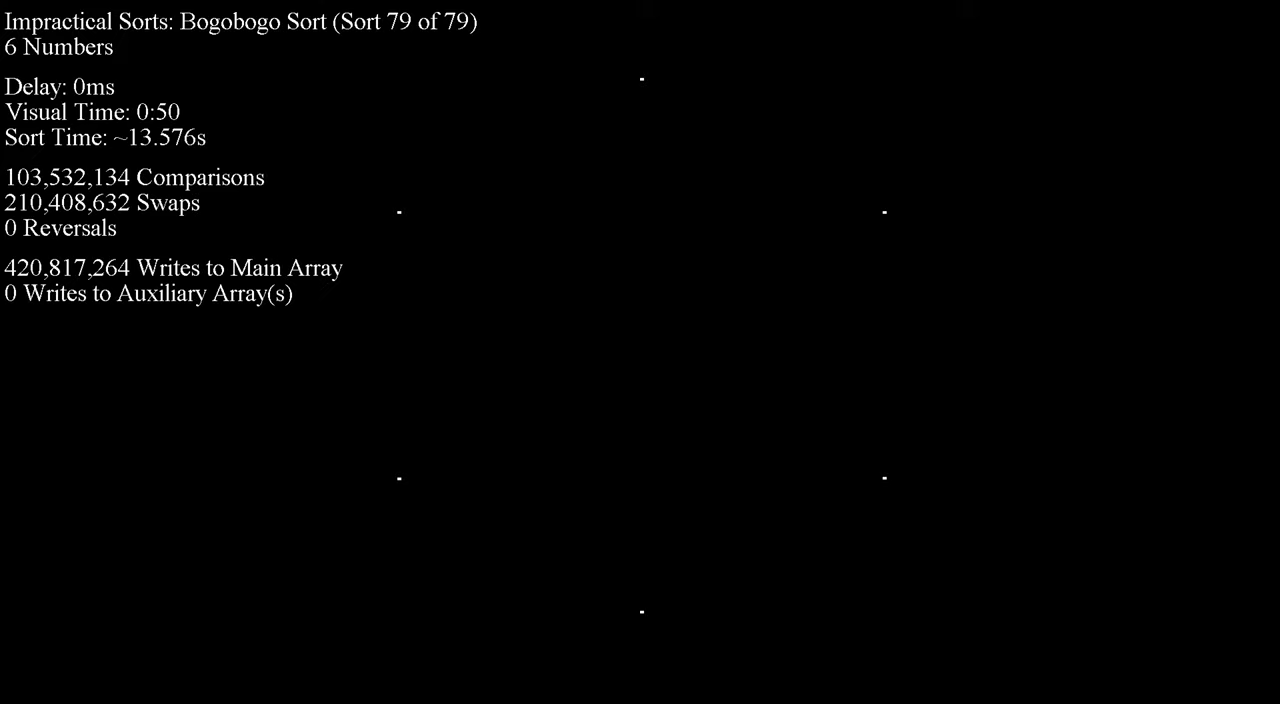 Impractical Sorts: Bogobogo Sort (Sort 79 of 79)
6 Numbers
Delay: 0ms
Visual Time: 0:50
Sort Time: ~13.576s
103,532,134 Comparisons
210,408,632 Swaps
0 Reversals
420,817,264 Writes to Main Array
0 Writes to Auxiliary Array(s)